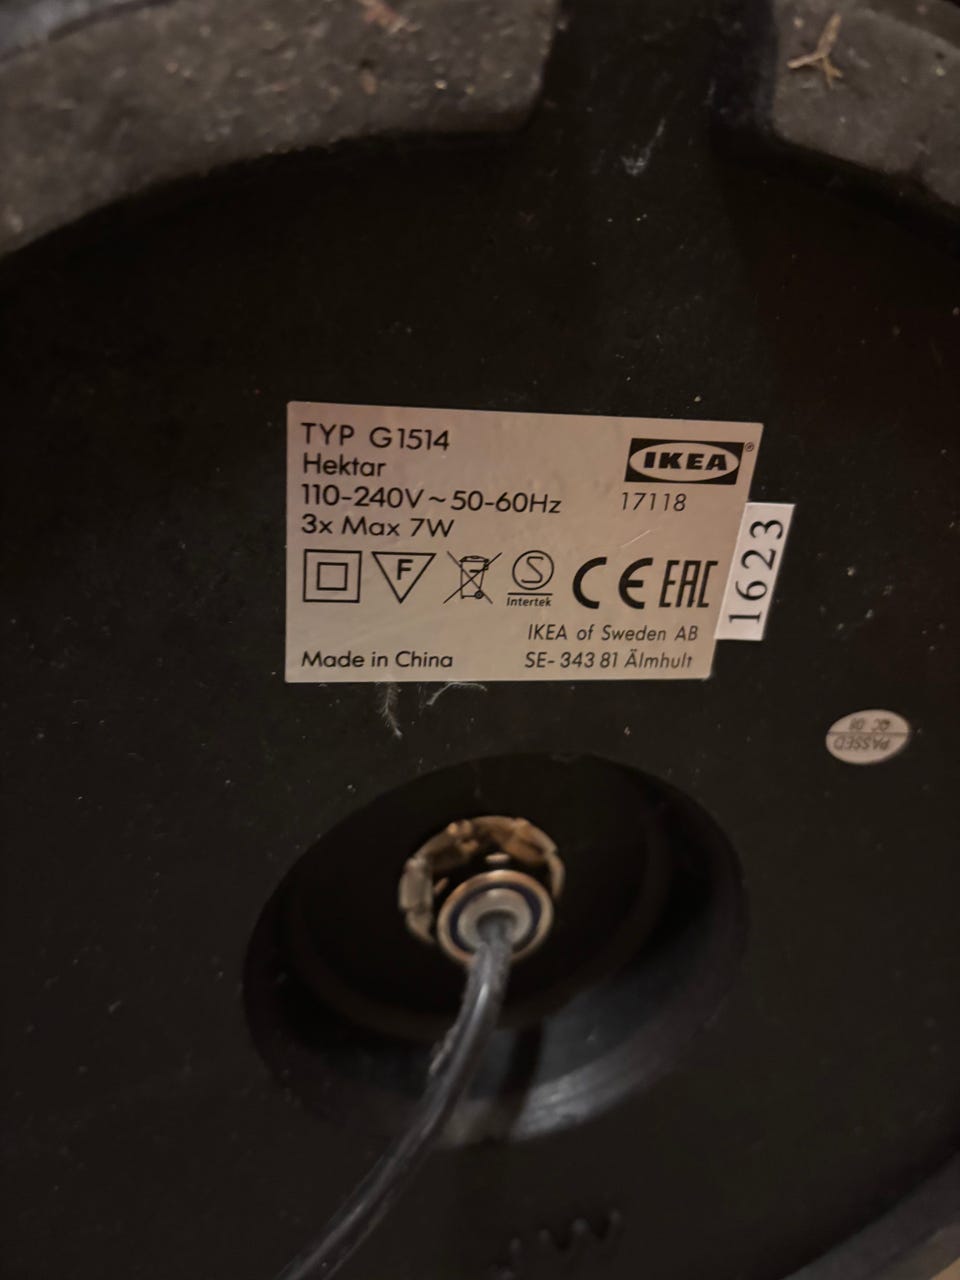 TYP G1514
Hektar
110-240V~50-60Hz
3x Max 7W
IKEA®
17118
F
S
Intertek
CE EAC
IKEA of Sweden AB
SE-343 81 Älmhult
Made in China
1623
QC 08
PASSED